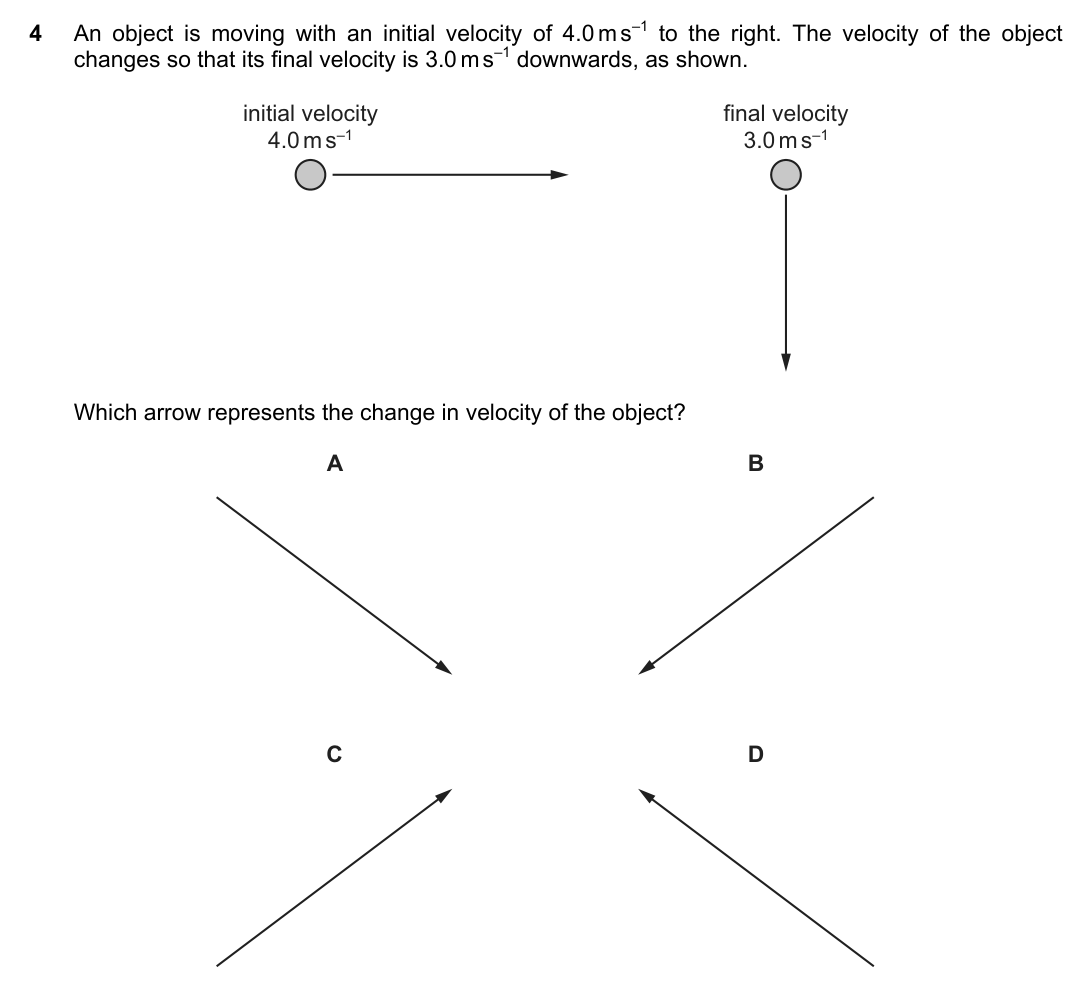 4 An object is moving with an initial velocity of 4.0 m s⁻¹ to the right. The velocity of the object
changes so that its final velocity is 3.0 m s⁻¹ downwards, as shown.
initial velocity
4.0 m s⁻¹
final velocity
3.0 m s⁻¹
Which arrow represents the change in velocity of the object?
A
B
C
D